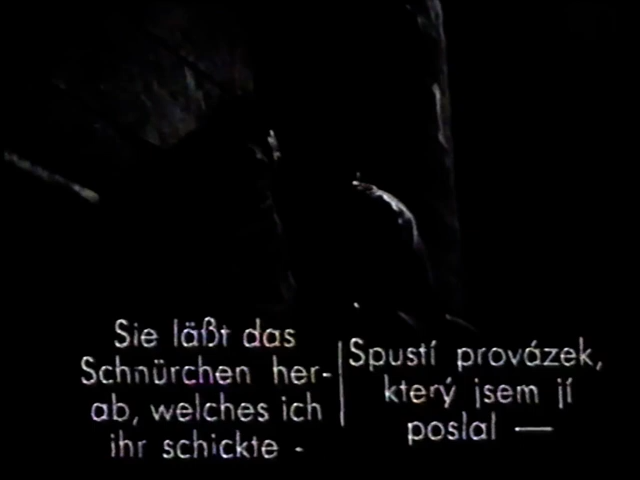 Sie läßt das
Schnürchen her-
ab, welches ich
ihr schickte -
Spustí provázek,
který jsem jí
poslal —